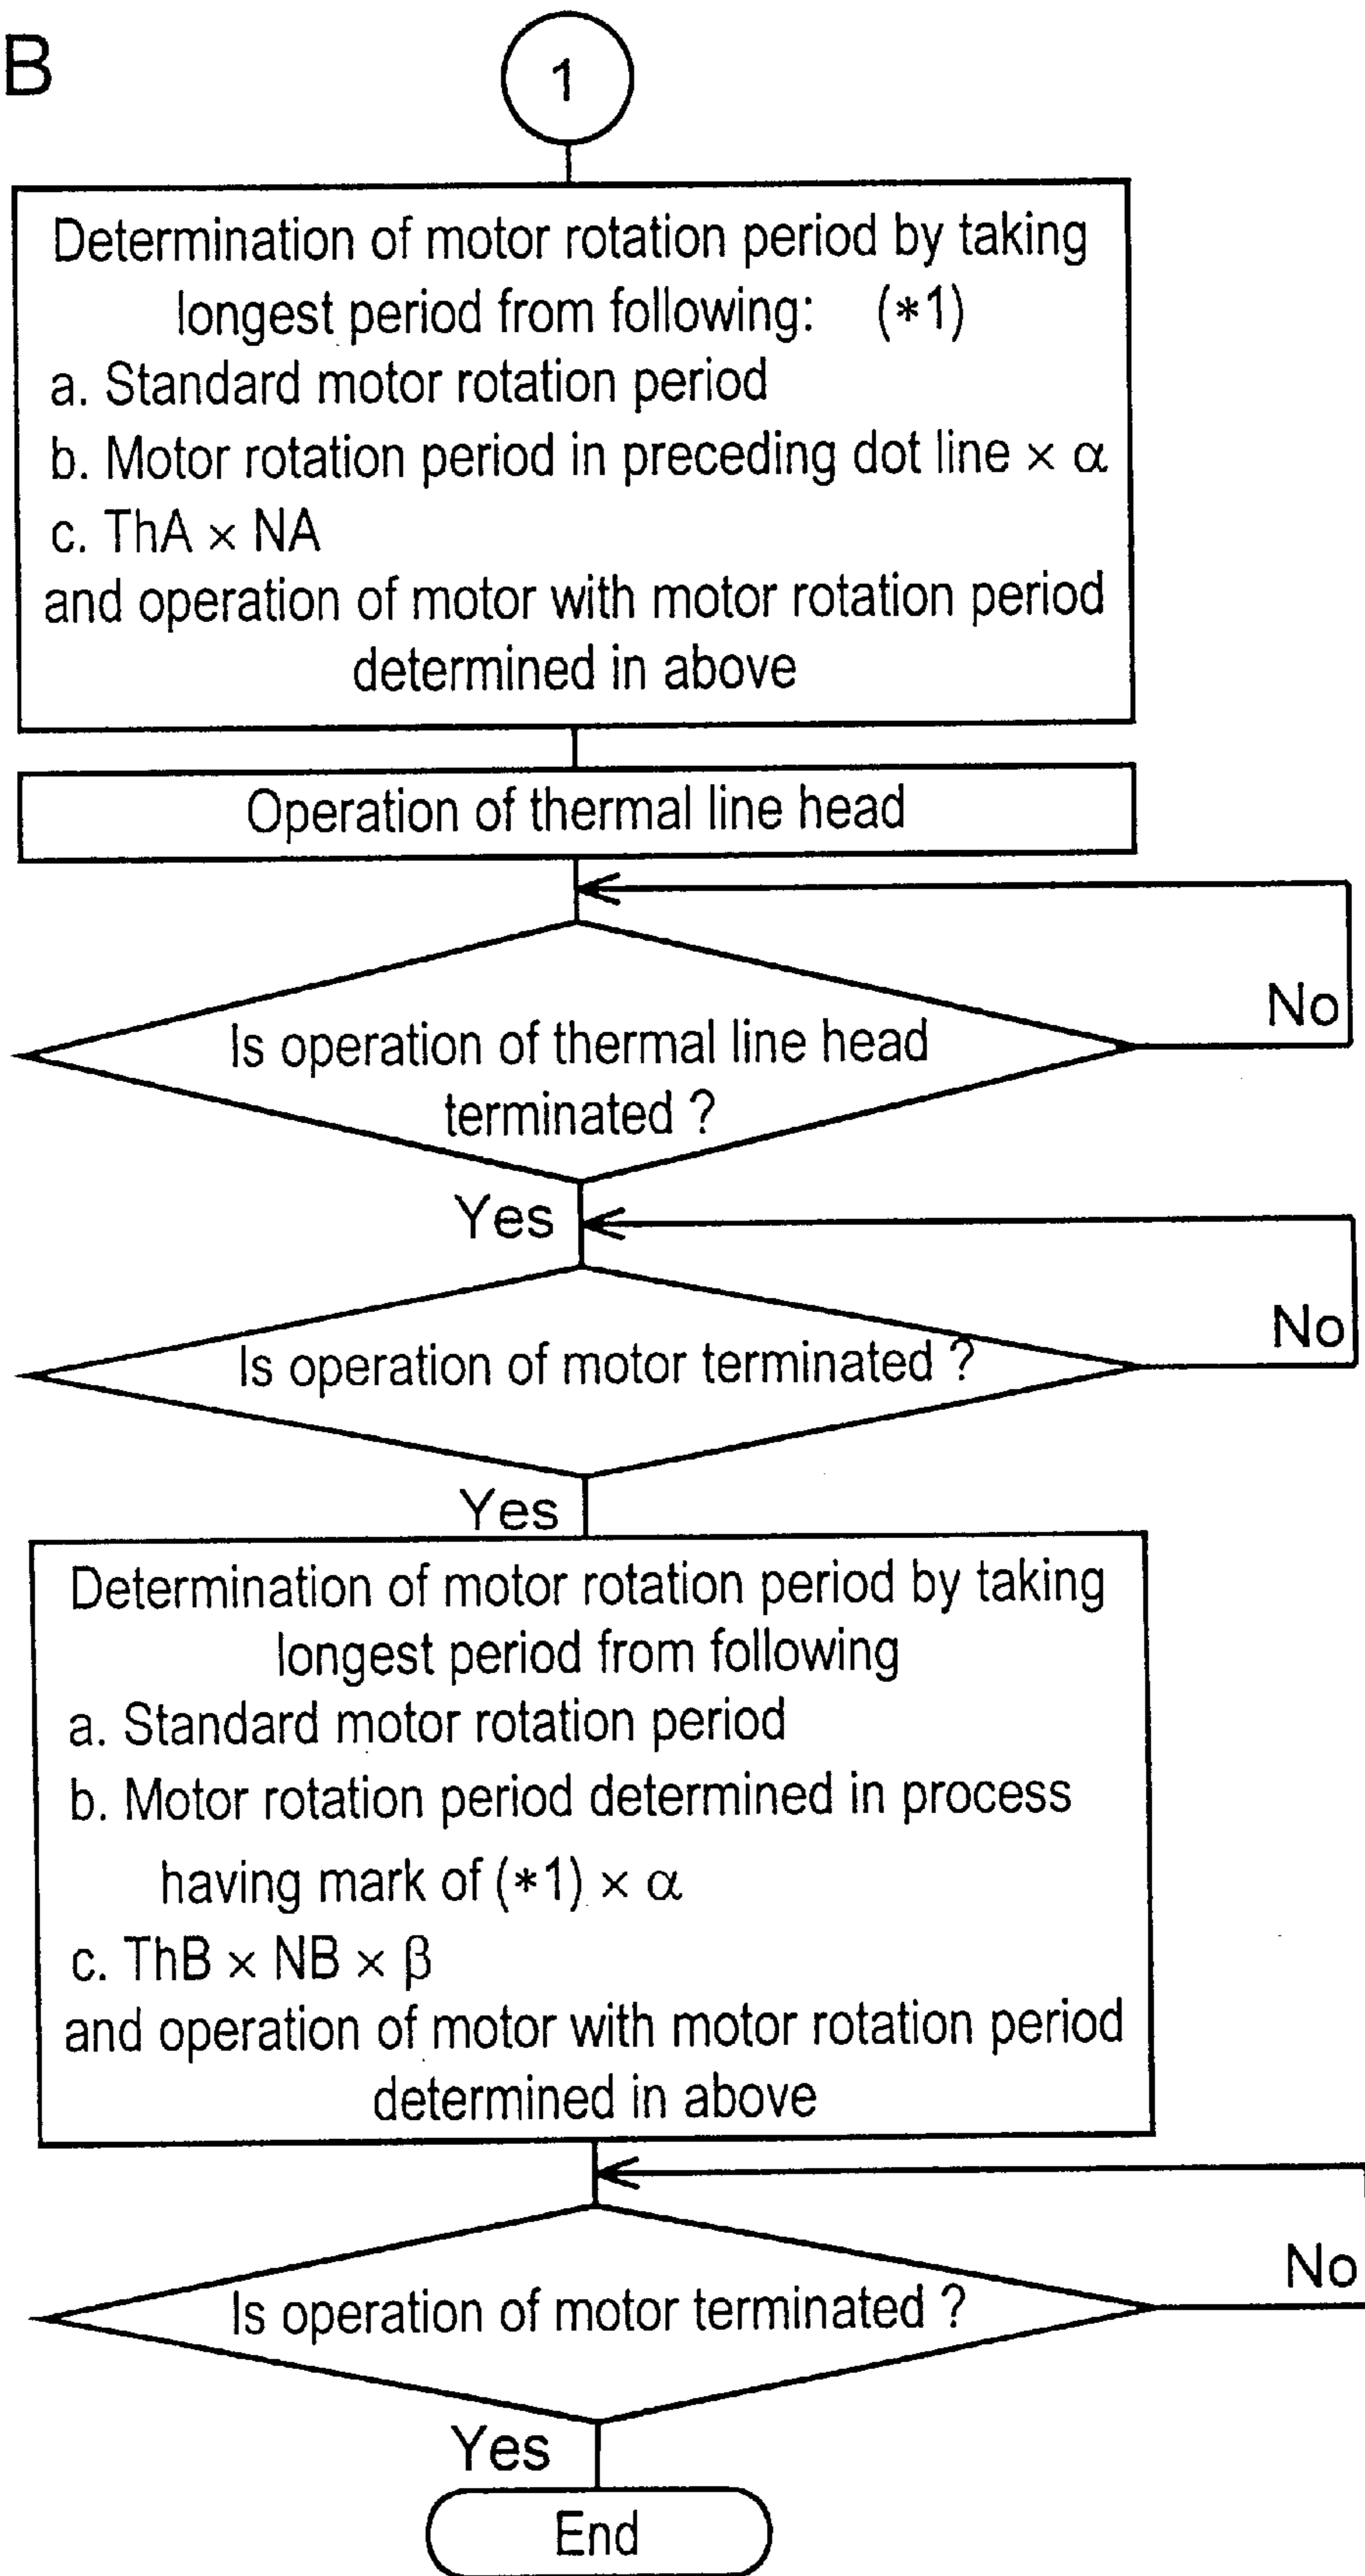 B
1
Determination of motor rotation period by taking
longest period from following: (*1)
a. Standard motor rotation period
b. Motor rotation period in preceding dot line × α
c. ThA × NA
and operation of motor with motor rotation period
determined in above
Operation of thermal line head
No
Is operation of thermal line head
terminated ?
Yes
No
Is operation of motor terminated ?
Yes
Determination of motor rotation period by taking
longest period from following
a. Standard motor rotation period
b. Motor rotation period determined in process
having mark of (*1) × α
c. ThB × NB × β
and operation of motor with motor rotation period
determined in above
No
Is operation of motor terminated ?
Yes
End